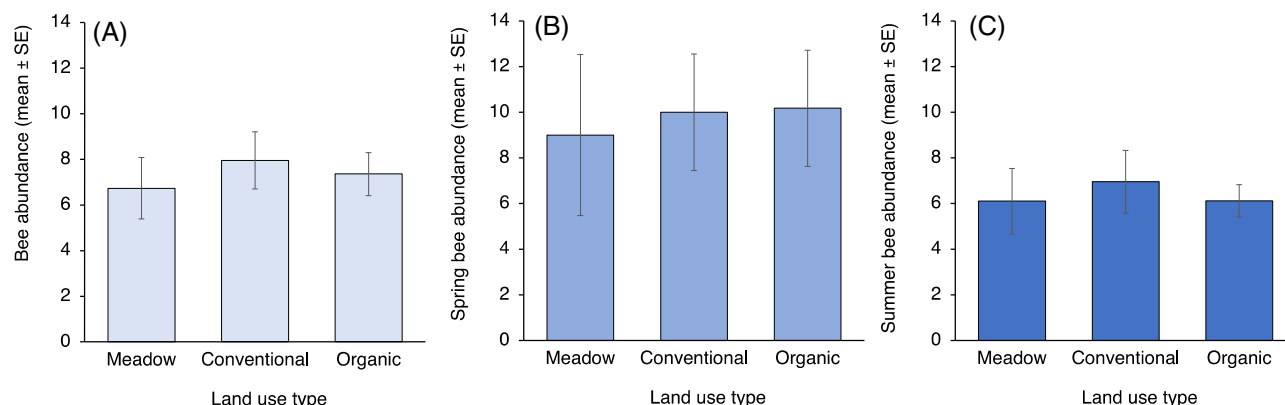 (A)
Bee abundance (mean ± SE)
14
12
10
8
6
4
2
0
Meadow Conventional Organic
Land use type
(B)
Spring bee abundance (mean ± SE)
14
12
10
8
6
4
2
0
Meadow Conventional Organic
Land use type
(C)
Summer bee abundance (mean ± SE)
14
12
10
8
6
4
2
0
Meadow Conventional Organic
Land use type